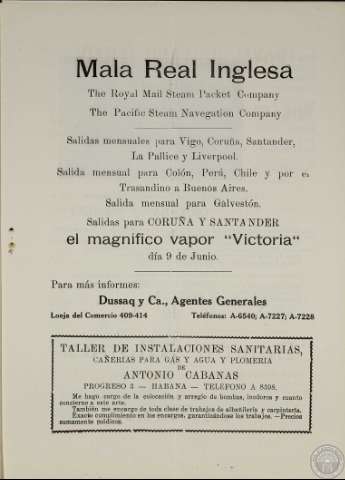 Mala Real Inglesa
The Royal Mail Steam Packet Company
The Pacific Steam Navegation Company
Salidas mensuales para Vigo, Coruña, Santander,
La Pallice y Liverpool.
Salida mensual para Colón, Perú, Chile y por el
Trasandino a Buenos Aires.
Salida mensual para Galvestón.
Salidas para CORUÑA Y SANTANDER
el magnifico vapor "Victoria"
día 9 de Junio.
Para más informes:
Dussaq y Ca., Agentes Generales
Lonja del Comercio 409-414 Teléfonos: A-6540; A-7227; A-7228
TALLER DE INSTALACIONES SANITARIAS,
CAÑERIAS PARA GÁS Y AGUA Y PLOMERIA
DE
ANTONIO CABANAS
PROGRESO 3 — HABANA — TELEFONO A 8398.
Me hago cargo de la colocación y arreglo de bombas, inodoros y cuanto
concierne a este arte.
También me encargo de toda clase de trabajos de albañilería y carpintería.
Exacto cumplimiento en los encargos, garantizándose los trabajos. —Precios
sumamente módicos.